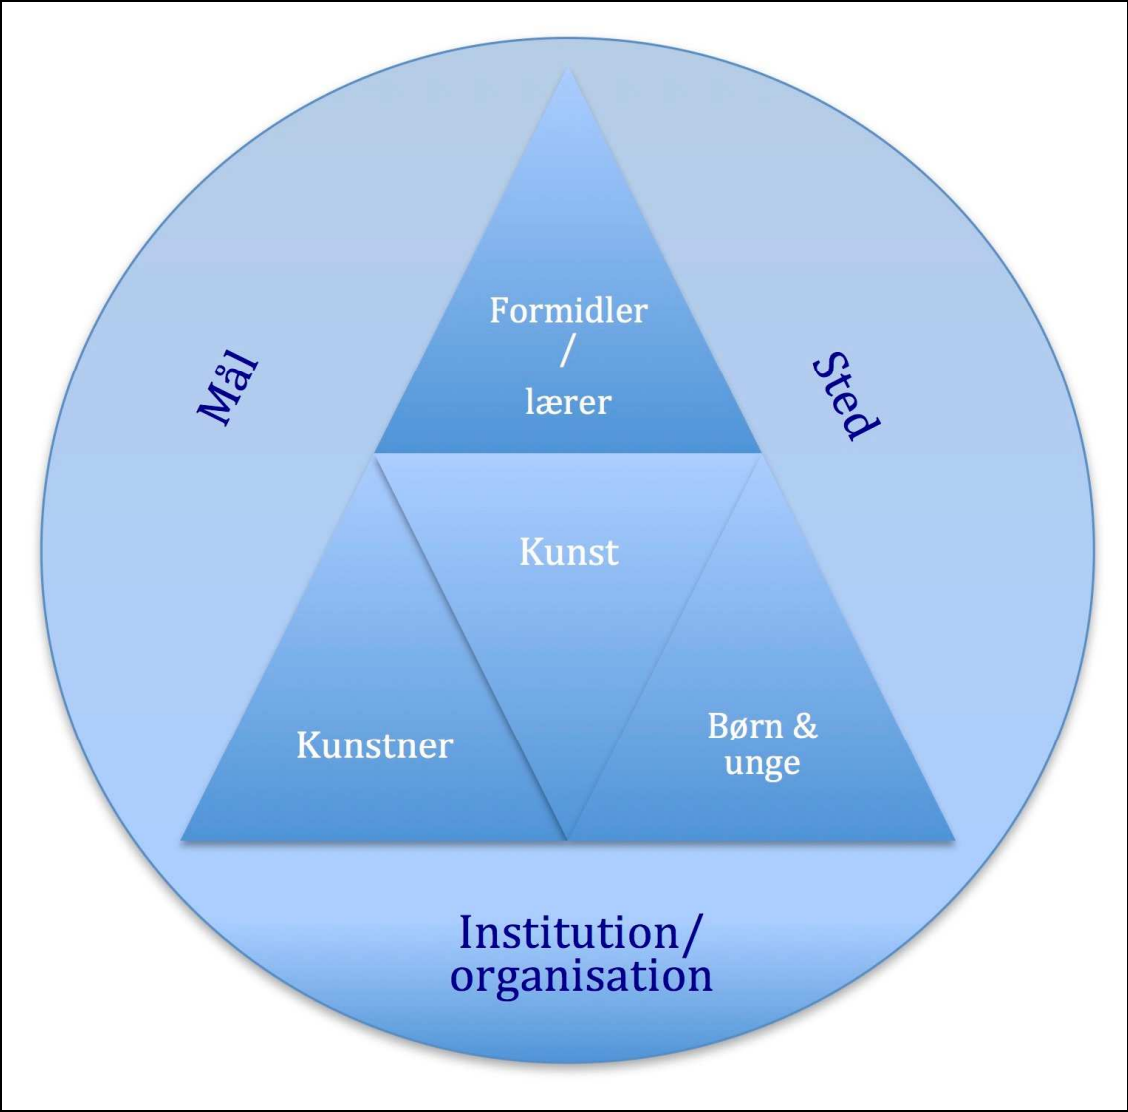 Formidler
/
lærer
Mål
Sted
Kunst
Kunstner
Børn &
unge
Institution/
organisation